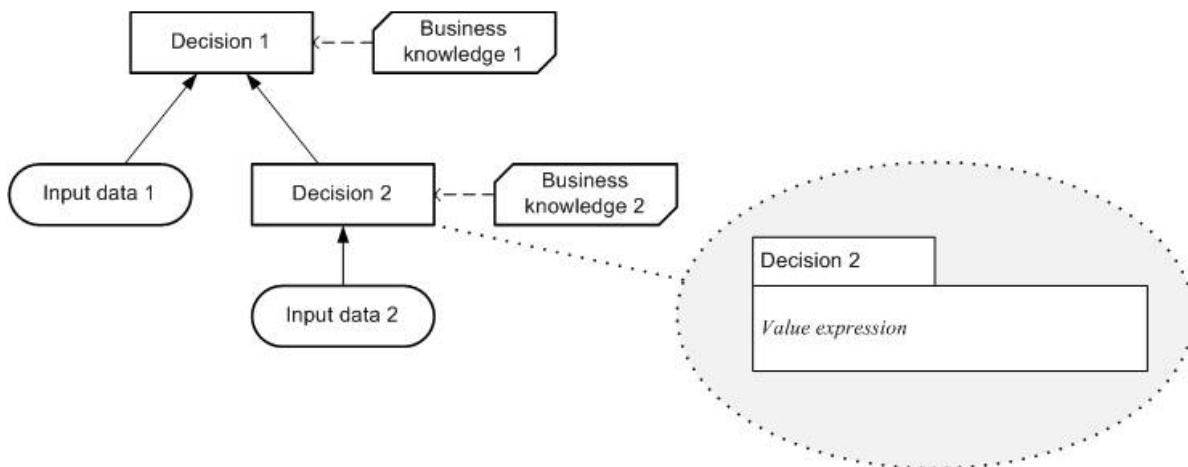 Decision 1
Business
knowledge 1
Input data 1
Decision 2
Business
knowledge 2
Input data 2
Decision 2
Value expression